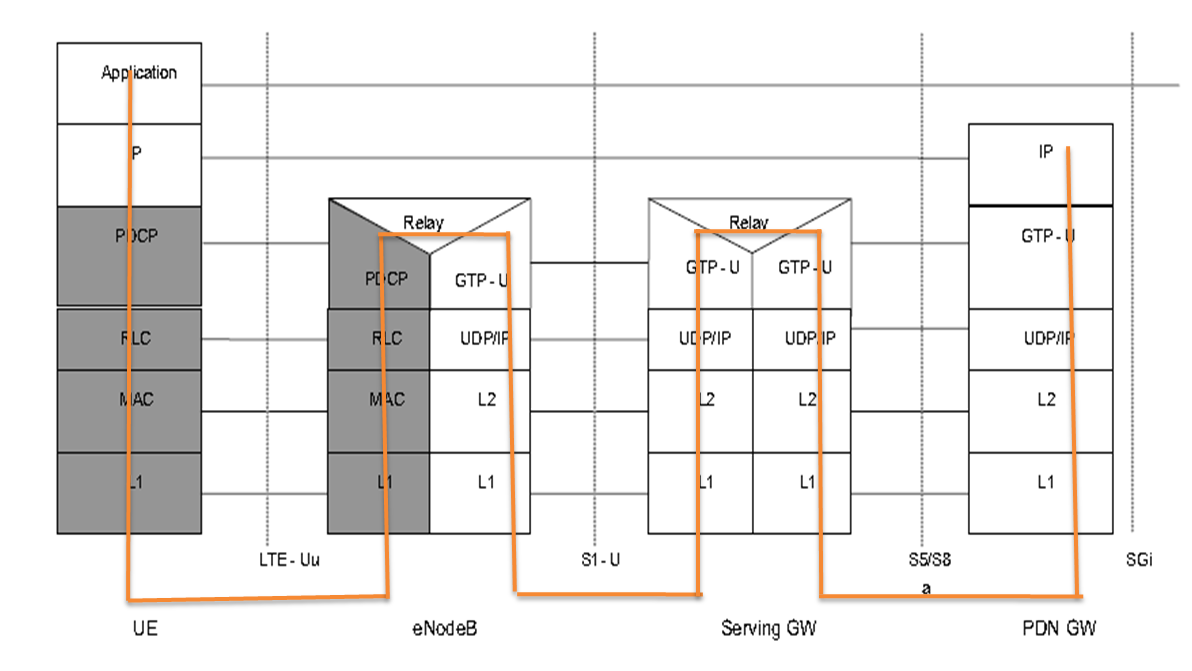 Application
IP
IP
Relay
Relay
PDCP
GTP - U
PDCP
GTP - U
GTP - U
GTP - U
RLC
RLC
UDP/IP
UDP/IP
UDP/IP
UDP/IP
MAC
MAC
L2
L2
L2
L2
L1
L1
L1
L1
L1
L1
LTE - Uu
S1 - U
S5/S8
a
SGi
UE
eNodeB
Serving GW
PDN GW